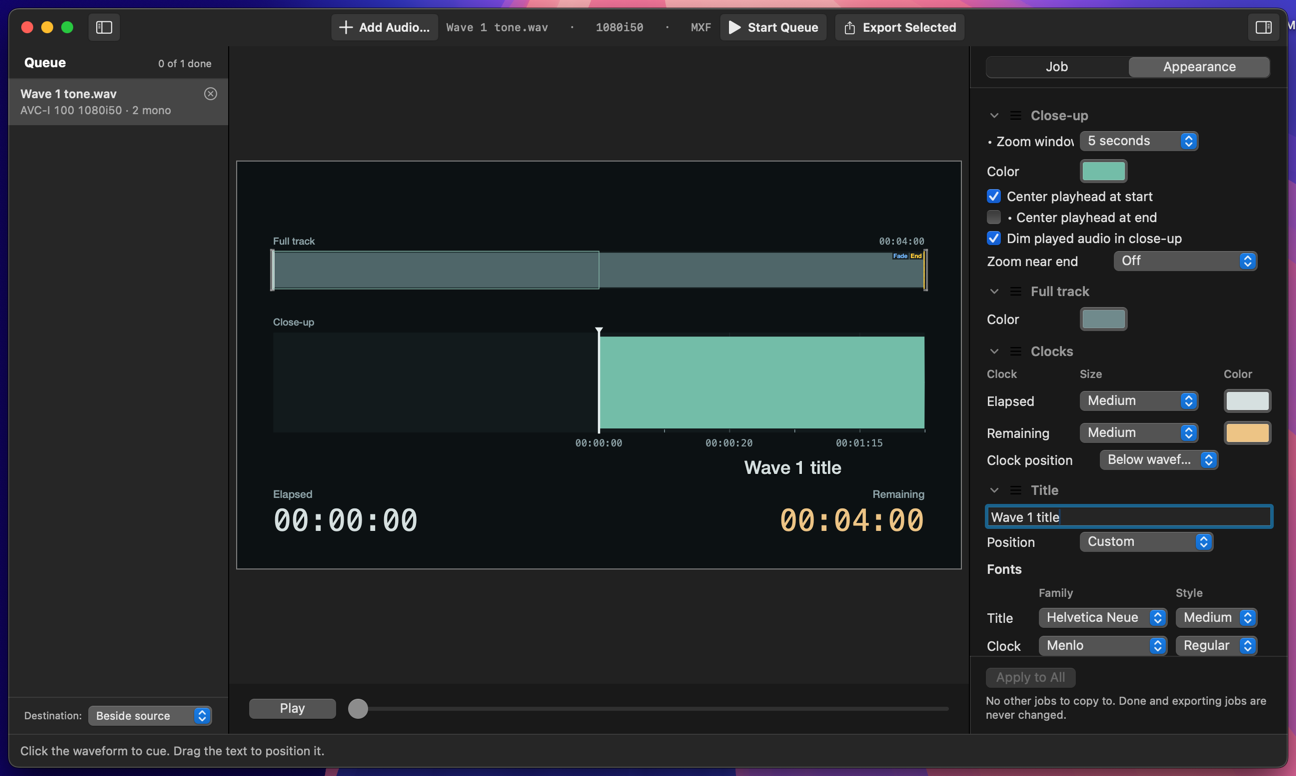 Add Audio... Wave 1 tone.wav · 1080i50 · MXF Start Queue Export Selected
Queue 0 of 1 done
Wave 1 tone.wav
AVC-I 100 1080i50 · 2 mono
Destination: Beside source
Full track 00:04:00
Fade End
Close-up
00:00:00 00:00:20 00:01:15
Wave 1 title
Elapsed Remaining
00:00:00 00:04:00
Play
Job Appearance
Close-up
• Zoom window 5 seconds
Color
Center playhead at start
• Center playhead at end
Dim played audio in close-up
Zoom near end Off
Full track
Color
Clocks
Clock Size Color
Elapsed Medium
Remaining Medium
Clock position Below wavef...
Title
Wave 1 title
Position Custom
Fonts
Family Style
Title Helvetica Neue Medium
Clock Menlo Regular
Apply to All
No other jobs to copy to. Done and exporting jobs are
never changed.
Click the waveform to cue. Drag the text to position it.